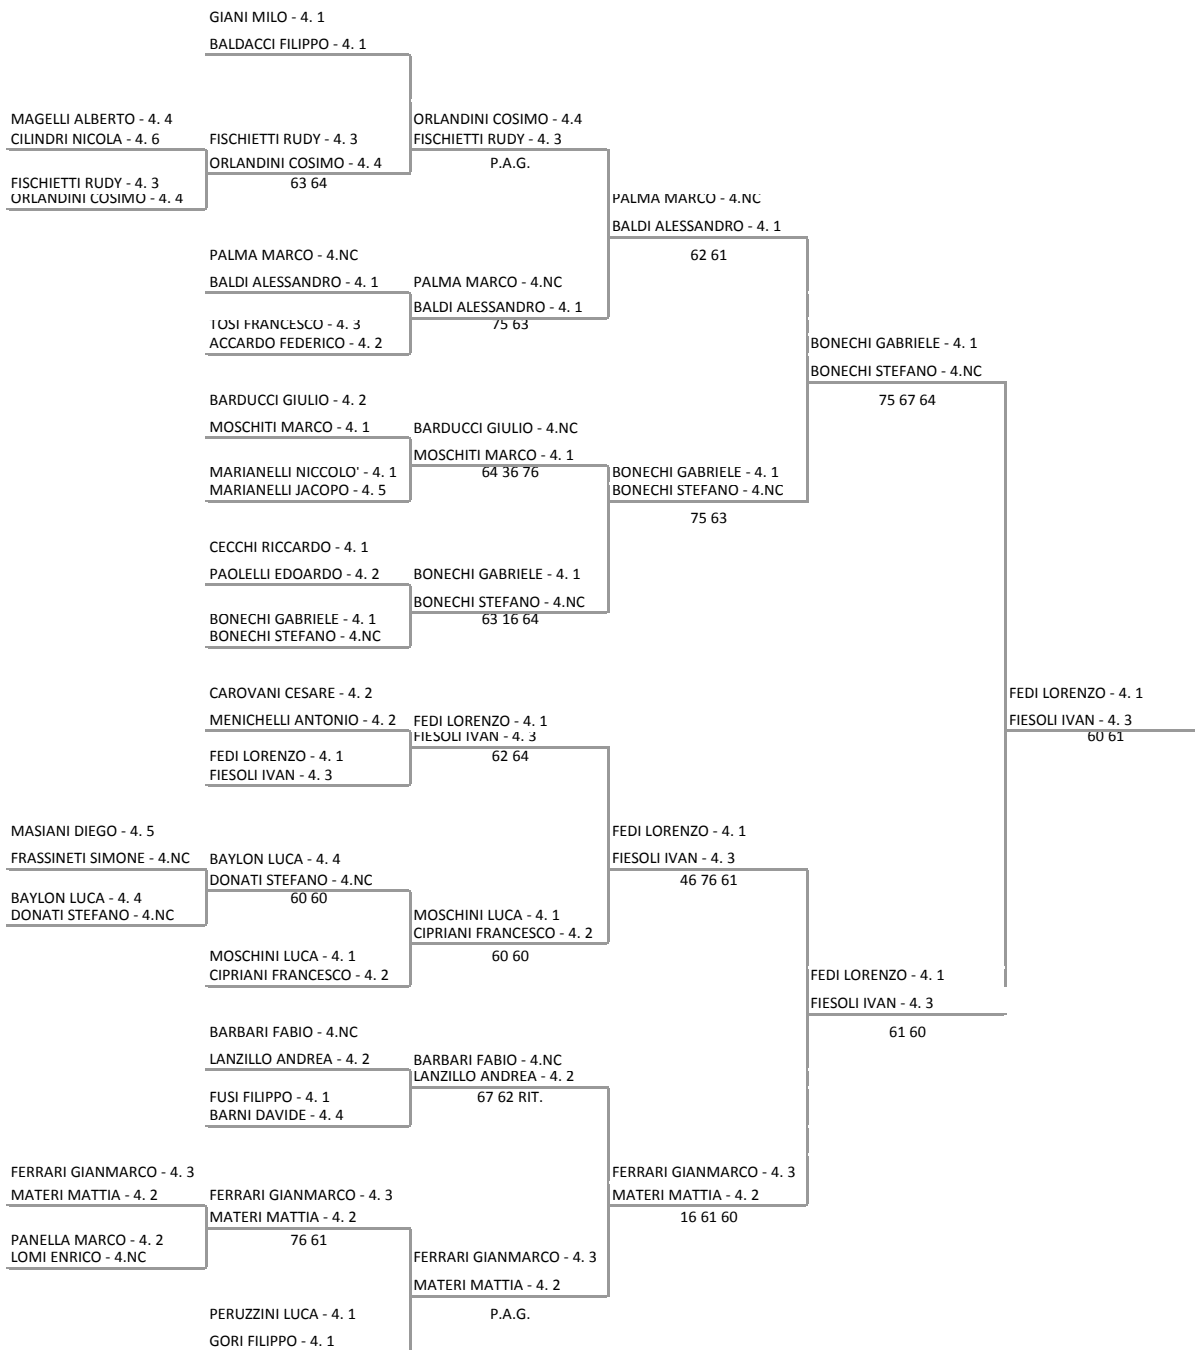 GIANI MILO - 4. 1
BALDACCI FILIPPO - 4. 1
MAGELLI ALBERTO - 4. 4
CILINDRI NICOLA - 4. 6
FISCHIETTI RUDY - 4. 3
ORLANDINI COSIMO - 4. 4
FISCHIETTI RUDY - 4. 3
ORLANDINI COSIMO - 4. 4
63 64
ORLANDINI COSIMO - 4.4
FISCHIETTI RUDY - 4. 3
P.A.G.
PALMA MARCO - 4.NC
BALDI ALESSANDRO - 4. 1
TOSI FRANCESCO - 4. 3
ACCARDO FEDERICO - 4. 2
PALMA MARCO - 4.NC
BALDI ALESSANDRO - 4. 1
75 63
PALMA MARCO - 4.NC
BALDI ALESSANDRO - 4. 1
62 61
BARDUCCI GIULIO - 4. 2
MOSCHITI MARCO - 4. 1
MARIANELLI NICCOLO' - 4. 1
MARIANELLI JACOPO - 4. 5
BARDUCCI GIULIO - 4.NC
MOSCHITI MARCO - 4. 1
64 36 76
CECCHI RICCARDO - 4. 1
PAOLELLI EDOARDO - 4. 2
BONECHI GABRIELE - 4. 1
BONECHI STEFANO - 4.NC
BONECHI GABRIELE - 4. 1
BONECHI STEFANO - 4.NC
63 16 64
BONECHI GABRIELE - 4. 1
BONECHI STEFANO - 4.NC
75 63
BONECHI GABRIELE - 4. 1
BONECHI STEFANO - 4.NC
75 67 64
CAROVANI CESARE - 4. 2
MENICHELLI ANTONIO - 4. 2
FEDI LORENZO - 4. 1
FIESOLI IVAN - 4. 3
FEDI LORENZO - 4. 1
FIESOLI IVAN - 4. 3
62 64
MASIANI DIEGO - 4. 5
FRASSINETI SIMONE - 4.NC
BAYLON LUCA - 4. 4
DONATI STEFANO - 4.NC
BAYLON LUCA - 4. 4
DONATI STEFANO - 4.NC
60 60
MOSCHINI LUCA - 4. 1
CIPRIANI FRANCESCO - 4. 2
MOSCHINI LUCA - 4. 1
CIPRIANI FRANCESCO - 4. 2
60 60
FEDI LORENZO - 4. 1
FIESOLI IVAN - 4. 3
46 76 61
BARBARI FABIO - 4.NC
LANZILLO ANDREA - 4. 2
FUSI FILIPPO - 4. 1
BARNI DAVIDE - 4. 4
BARBARI FABIO - 4.NC
LANZILLO ANDREA - 4. 2
67 62 RIT.
FERRARI GIANMARCO - 4. 3
MATERI MATTIA - 4. 2
PANELLA MARCO - 4. 2
LOMI ENRICO - 4.NC
FERRARI GIANMARCO - 4. 3
MATERI MATTIA - 4. 2
76 61
PERUZZINI LUCA - 4. 1
GORI FILIPPO - 4. 1
FERRARI GIANMARCO - 4. 3
MATERI MATTIA - 4. 2
P.A.G.
FERRARI GIANMARCO - 4. 3
MATERI MATTIA - 4. 2
16 61 60
FEDI LORENZO - 4. 1
FIESOLI IVAN - 4. 3
61 60
FEDI LORENZO - 4. 1
FIESOLI IVAN - 4. 3
60 61